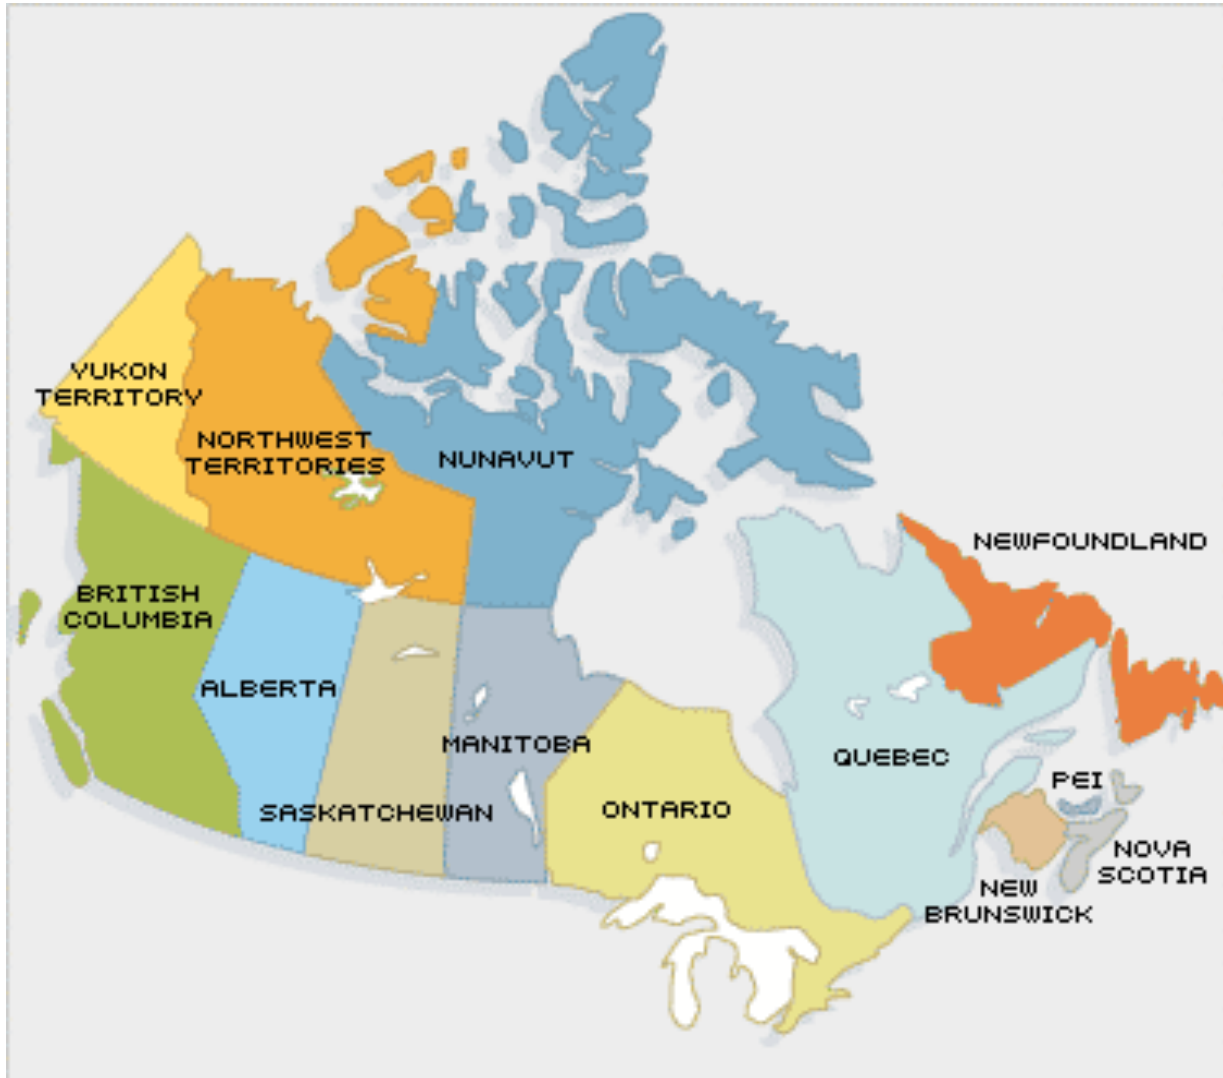 YUKON
TERRITORY
NORTHWEST
TERRITORIES
NUNAVUT
NEWFOUNDLAND
BRITISH
COLUMBIA
ALBERTA
MANITOBA
QUEBEC
PEI
SASKATCHEWAN
ONTARIO
NOVA
SCOTIA
NEW
BRUNSWICK